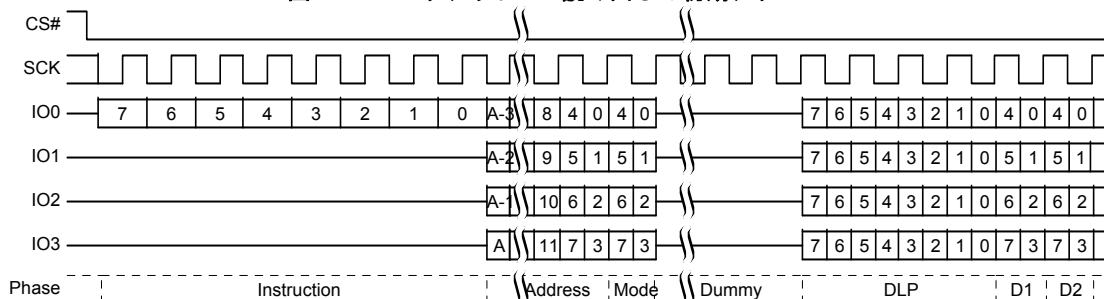 CS#
SCK
IO0 7 6 5 4 3 2 1 0 A-3 8 4 0 4 0 7 6 5 4 3 2 1 0 4 0 4 0
IO1 A-2 9 5 1 5 1 7 6 5 4 3 2 1 0 5 1 5 1
IO2 A-1 10 6 2 6 2 7 6 5 4 3 2 1 0 6 2 6 2
IO3 A 11 7 3 7 3 7 6 5 4 3 2 1 0 7 3 7 3
Phase Instruction Address Mode Dummy DLP D1 D2